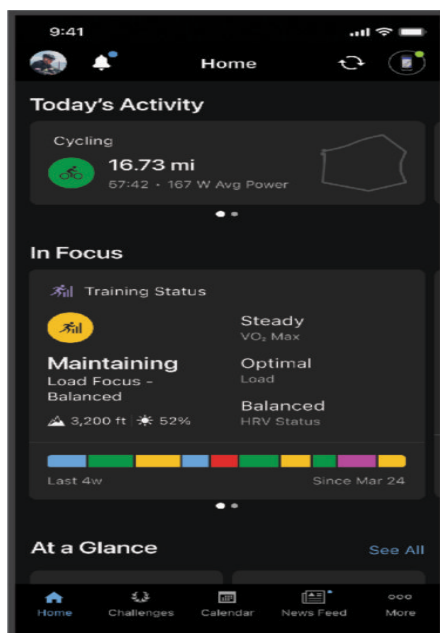 9:41
Home
Today's Activity
Cycling
16.73 mi
57:42 • 167 W Avg Power
In Focus
Training Status
Steady
VO₂ Max
Maintaining
Load Focus -
Balanced
Optimal
Load
3,200 ft
52%
Balanced
HRV Status
Last 4w
Since Mar 24
At a Glance
See All
Home
Challenges
Calendar
News Feed
More